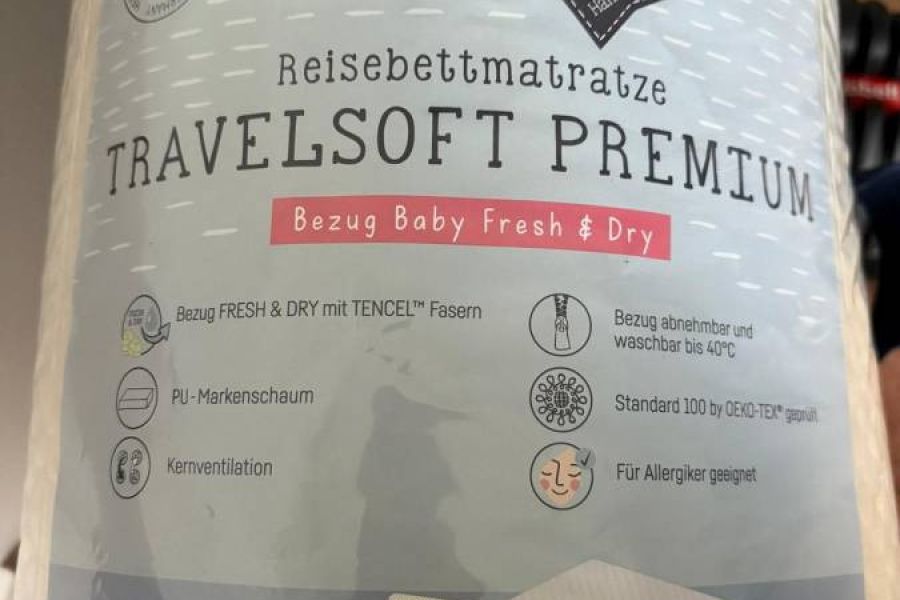 Reisebettmatratze
TRAVELSOFT PREMIUM
Bezug Baby Fresh & Dry
Bezug FRESH & DRY mit TENCEL™ Fasern
PU-Markenschaum
Kernventilation
Bezug abnehmbar und
waschbar bis 40°C
Standard 100 by OEKO-TEX® geprüft
Für Allergiker geeignet